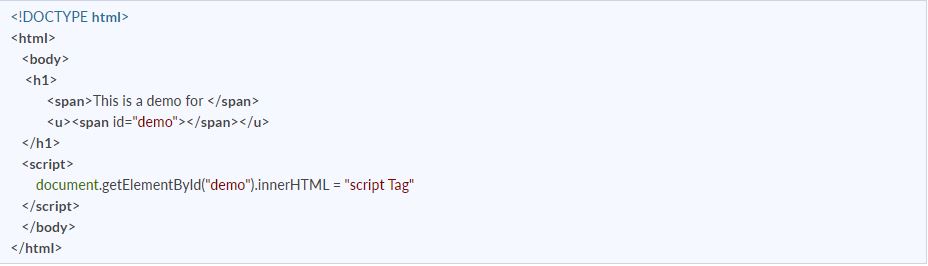 <!DOCTYPE html>
<html>
<body>
<h1>
<span>This is a demo for </span>
<u><span id="demo"></span></u>
</h1>
<script>
document.getElementById("demo").innerHTML = "script Tag"
</script>
</body>
</html>